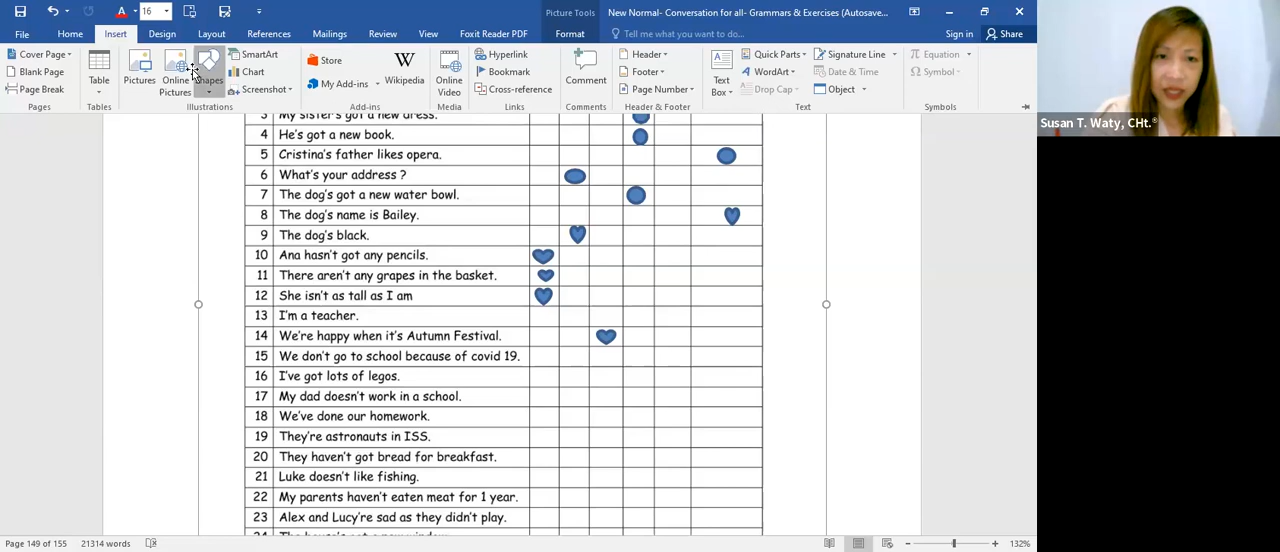 16
Picture Tools
New Normal- Conversation for all- Grammars & Exercises (Autosave...
File
Home
Insert
Design
Layout
References
Mailings
Review
View
Foxit Reader PDF
Format
Tell me what you want to do...
Sign in
Share
Cover Page
Blank Page
Page Break
Pages
Table
Tables
Pictures
Online Pictures
Shapes
SmartArt
Chart
Screenshot
Illustrations
Store
My Add-ins
Wikipedia
Add-ins
Online Video
Media
Hyperlink
Bookmark
Cross-reference
Links
Comment
Comments
Header
Footer
Page Number
Header & Footer
Text Box
Quick Parts
WordArt
Drop Cap
Signature Line
Date & Time
Object
Text
Equation
Symbol
Symbols
Susan T. Waty, CHt.®
3 My sister's got a new dress.
4 He's got a new book.
5 Cristina's father likes opera.
6 What's your address ?
7 The dog's got a new water bowl.
8 The dog's name is Bailey.
9 The dog's black.
10 Ana hasn't got any pencils.
11 There aren't any grapes in the basket.
12 She isn't as tall as I am
13 I'm a teacher.
14 We're happy when it's Autumn Festival.
15 We don't go to school because of covid 19.
16 I've got lots of legos.
17 My dad doesn't work in a school.
18 We've done our homework.
19 They're astronauts in ISS.
20 They haven't got bread for breakfast.
21 Luke doesn't like fishing.
22 My parents haven't eaten meat for 1 year.
23 Alex and Lucy're sad as they didn't play.
Page 149 of 155
21314 words
132%